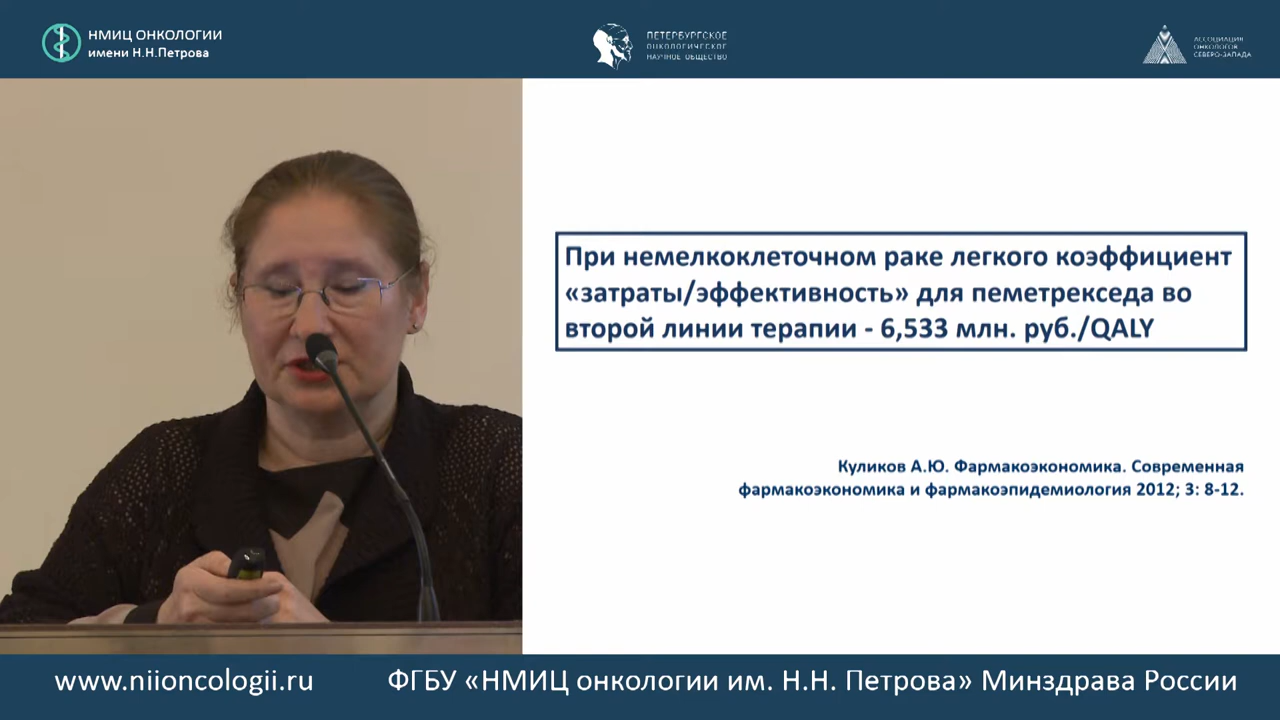 НМИЦ ОНКОЛОГИИ
имени Н.Н.Петрова
ПЕТЕРБУРГСКОЕ
ОНКОЛОГИЧЕСКОЕ
НАУЧНОЕ ОБЩЕСТВО
АССОЦИАЦИЯ
ОНКОЛОГОВ
СЕВЕРО-ЗАПАДА
При немелкоклеточном раке легкого коэффициент
«затраты/эффективность» для пеметрекседа во
второй линии терапии - 6,533 млн. руб./QALY
Куликов А.Ю. Фармакоэкономика. Современная
фармакоэкономика и фармакоэпидемиология 2012; 3: 8-12.
www.niioncologii.ru
ФГБУ «НМИЦ онкологии им. Н.Н. Петрова» Минздрава России